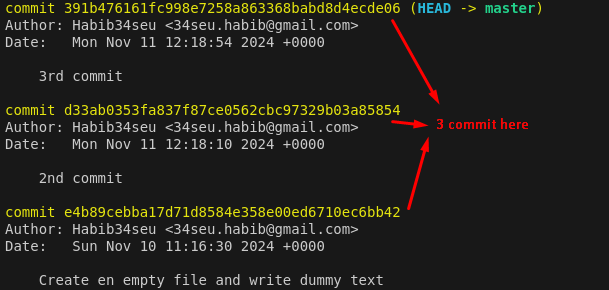 commit 391b476161fc998e7258a863368babd8d4ecde06 (HEAD -> master)
Author: Habib34seu <34seu.habib@gmail.com>
Date:   Mon Nov 11 12:18:54 2024 +0000
3rd commit
commit d33ab0353fa837f87ce0562cbc97329b03a85854
Author: Habib34seu <34seu.habib@gmail.com>
3 commit here
Date:   Mon Nov 11 12:18:10 2024 +0000
2nd commit
commit e4b89cebba17d71d8584e358e00ed6710ec6bb42
Author: Habib34seu <34seu.habib@gmail.com>
Date:   Sun Nov 10 11:16:30 2024 +0000
Create en empty file and write dummy text